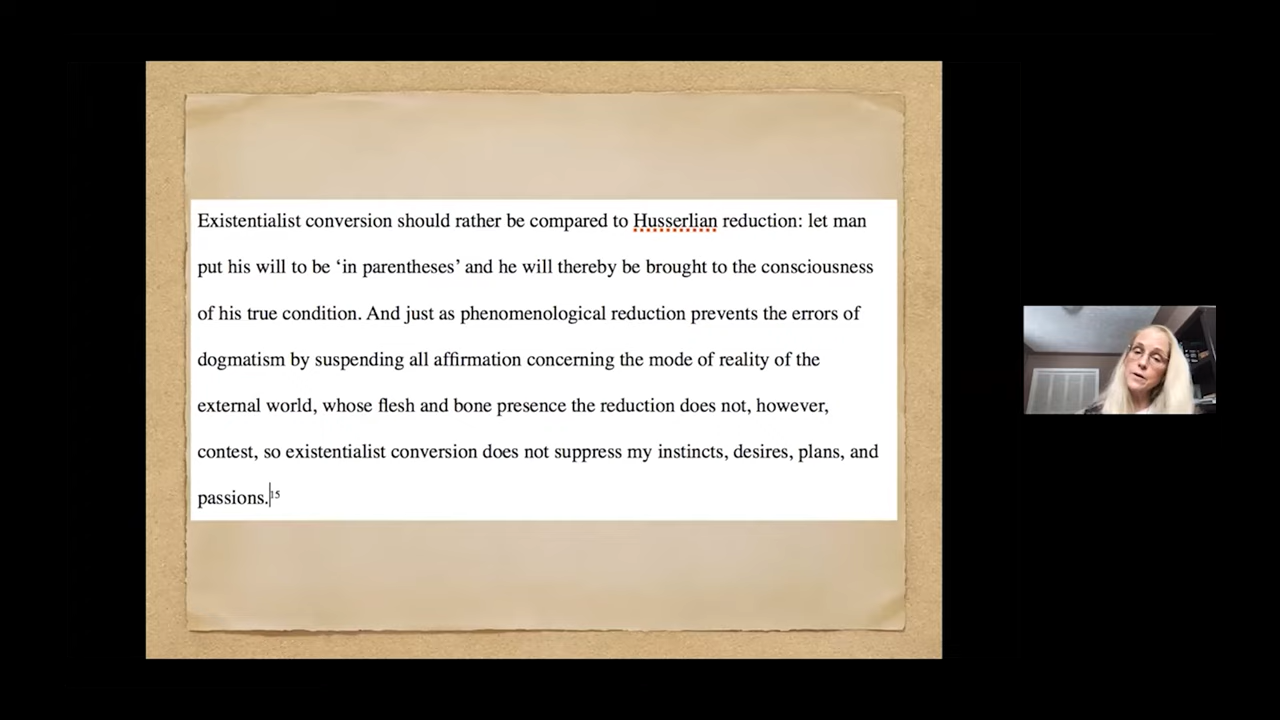 Existentialist conversion should rather be compared to Husserlian reduction: let man
put his will to be ‘in parentheses’ and he will thereby be brought to the consciousness
of his true condition. And just as phenomenological reduction prevents the errors of
dogmatism by suspending all affirmation concerning the mode of reality of the
external world, whose flesh and bone presence the reduction does not, however,
contest, so existentialist conversion does not suppress my instincts, desires, plans, and
passions.15